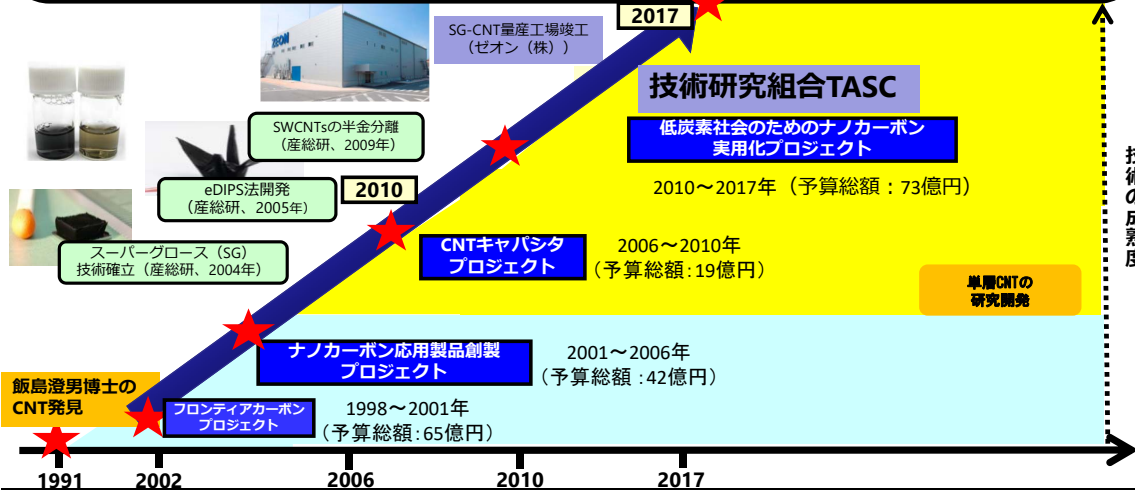 2017
SG-CNT量産工場竣工
（ゼオン（株））
ZEON
技術研究組合TASC
低炭素社会のためのナノカーボン
実用化プロジェクト
2010～2017年（予算総額：73億円）
SWCNTsの半金分離
（産総研、2009年）
eDIPS法開発
（産総研、2005年）
2010
スーパーグロース（SG）
技術確立（産総研、2004年）
CNTキャパシタ
プロジェクト
2006～2010年
（予算総額：19億円）
単層CNTの
研究開発
技術の成熟度
ナノカーボン応用製品創製
プロジェクト
2001～2006年
（予算総額：42億円）
飯島澄男博士の
CNT発見
フロンティアカーボン
プロジェクト
1998～2001年
（予算総額：65億円）
1991
2002
2006
2010
2017